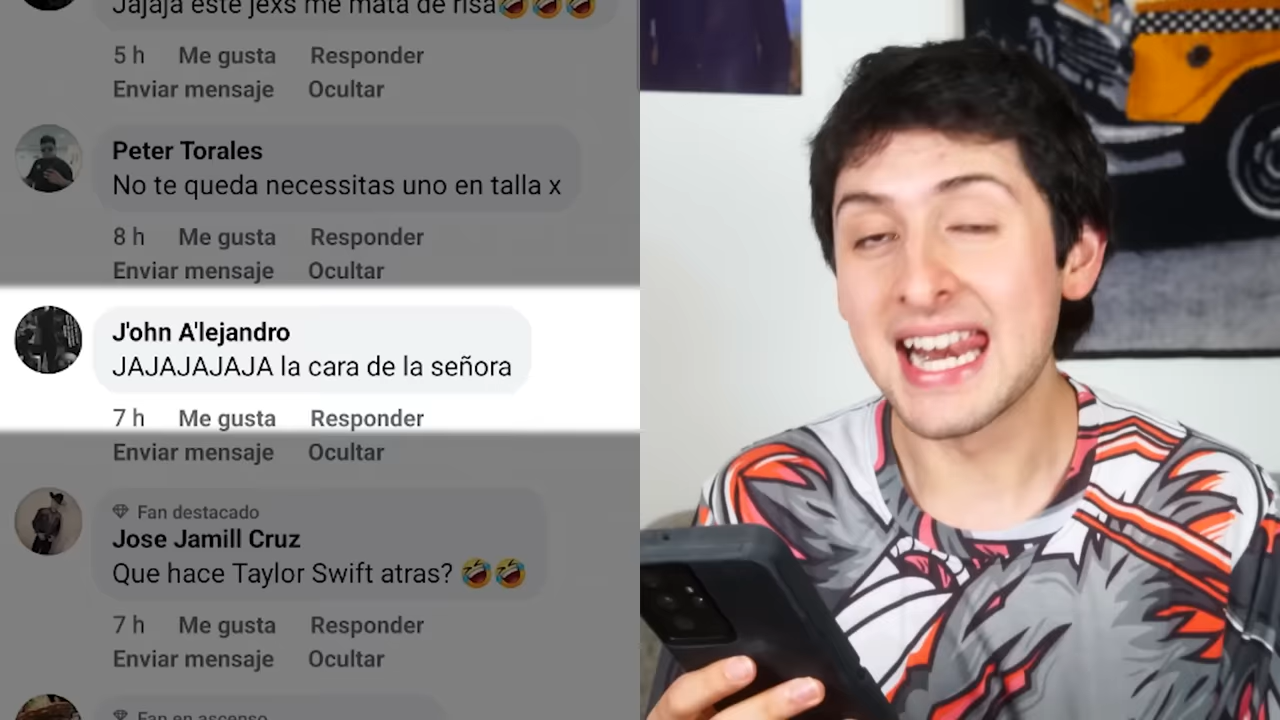 Jajaja este jexs me mata de risa🤣🤣🤣
5 h Me gusta Responder
Enviar mensaje Ocultar
Peter Torales
No te queda necessitas uno en talla x
8 h Me gusta Responder
Enviar mensaje Ocultar
J'ohn A'lejandro
JAJAJAJAJA la cara de la señora
7 h Me gusta Responder
Enviar mensaje Ocultar
Fan destacado
Jose Jamill Cruz
Que hace Taylor Swift atras? 🤣🤣
7 h Me gusta Responder
Enviar mensaje Ocultar
Fan en ascenso